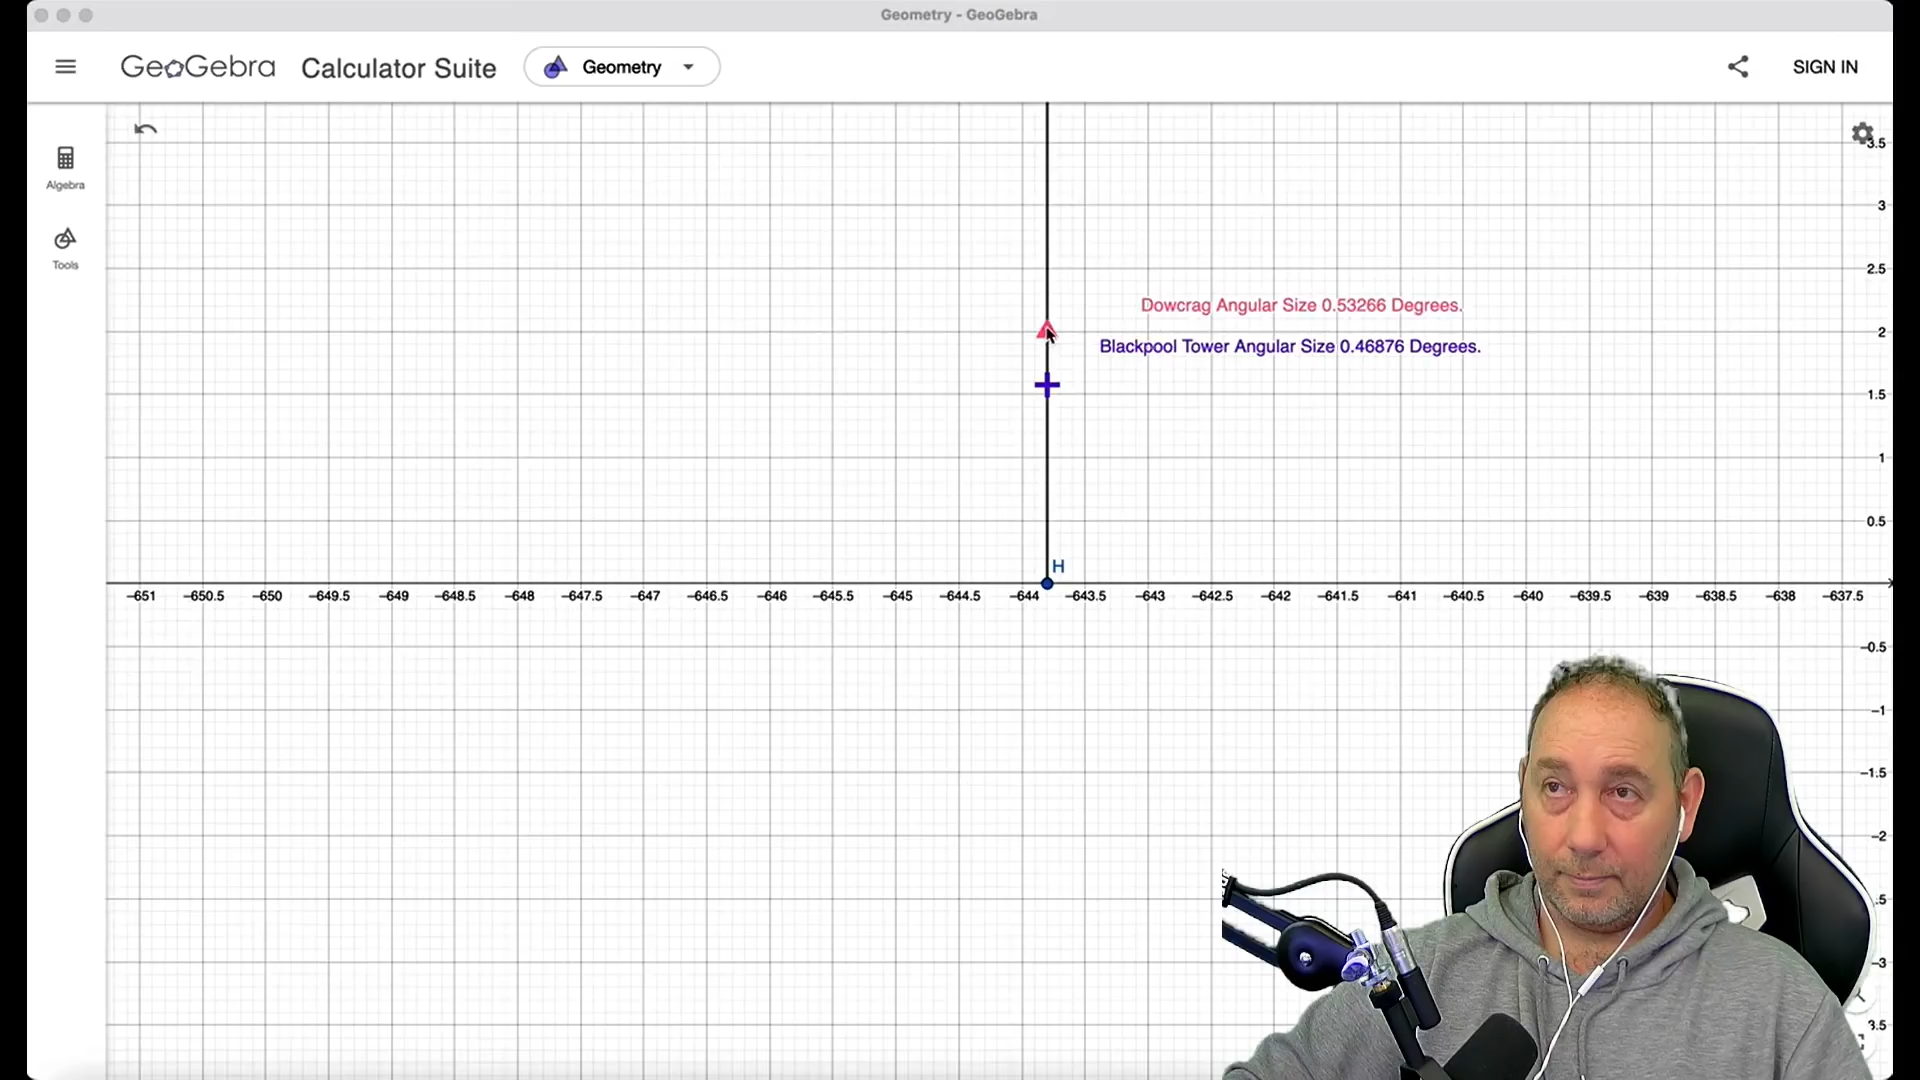 Geometry - GeoGebra
GeoGebra Calculator Suite Geometry SIGN IN
Algebra
Tools
3.5
3
2.5
Dowcrag Angular Size 0.53266 Degrees.
2
Blackpool Tower Angular Size 0.46876 Degrees.
1.5
1
0.5
H
-651 -650.5 -650 -649.5 -649 -648.5 -648 -647.5 -647 -646.5 -646 -645.5 -645 -644.5 -644 -643.5 -643 -642.5 -642 -641.5 -641 -640.5 -640 -639.5 -639 -638.5 -638 -637.5
-0.5
-1
-1.5
-2
.5
-3
3.5